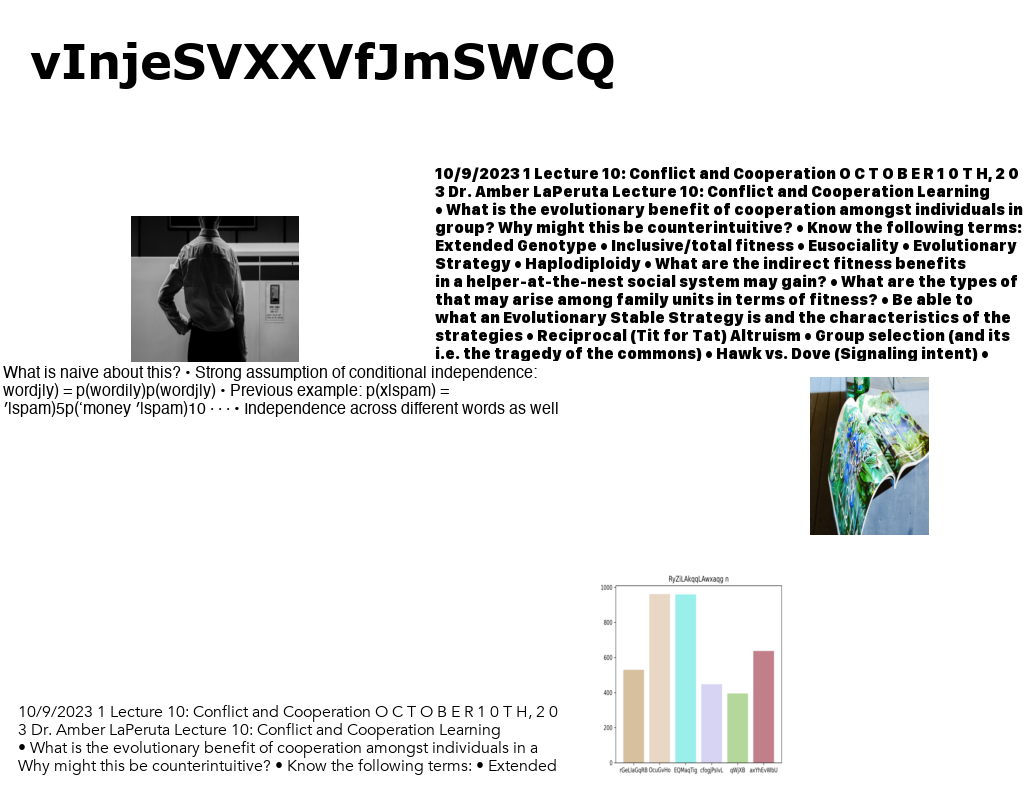 vInjeSVXXVfJmSWCQ
10/9/2023 1 Lecture 10: Conflict and Cooperation O C T O B E R 1 0 T H, 2 0
3 Dr. Amber LaPeruta Lecture 10: Conflict and Cooperation Learning
• What is the evolutionary benefit of cooperation amongst individuals in
group? Why might this be counterintuitive? • Know the following terms:
Extended Genotype • Inclusive/total fitness • Eusociality • Evolutionary
Strategy • Haplodiploidy • What are the indirect fitness benefits
in a helper-at-the-nest social system may gain? • What are the types of
that may arise among family units in terms of fitness? • Be able to
what an Evolutionary Stable Strategy is and the characteristics of the
strategies • Reciprocal (Tit for Tat) Altruism • Group selection (and its
i.e. the tragedy of the commons) • Hawk vs. Dove (Signaling intent) •
What is naive about this? • Strong assumption of conditional independence:
wordj|y) = p(wordi|y)p(wordj|y) • Previous example: p(x|spam) =
’|spam)5p(‘money ’|spam)10 · · · • Independence across different words as well
RyZiLAkqqLAwxaqg n
1000
800
600
400
200
0
rGeLlaGqRB OcuGvHo EQMaqTig cfogjPslvL qWjXB axYhEvWbU
10/9/2023 1 Lecture 10: Conflict and Cooperation O C T O B E R 1 0 T H, 2 0
3 Dr. Amber LaPeruta Lecture 10: Conflict and Cooperation Learning
• What is the evolutionary benefit of cooperation amongst individuals in a
Why might this be counterintuitive? • Know the following terms: • Extended